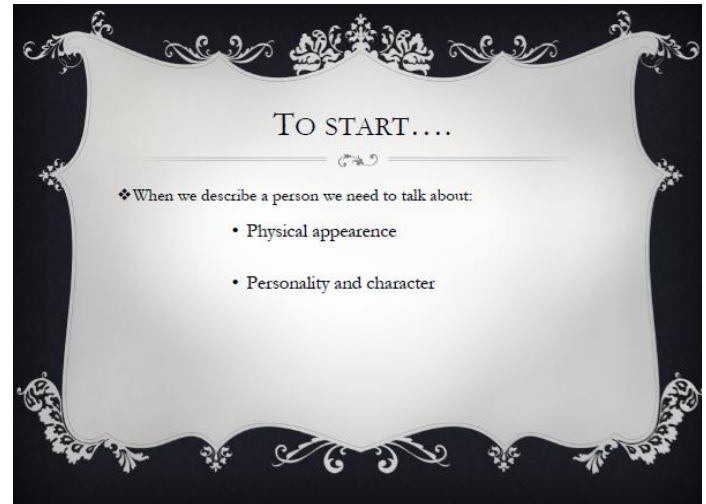 TO START….
❖When we describe a person we need to talk about:
• Physical appearence
• Personality and character